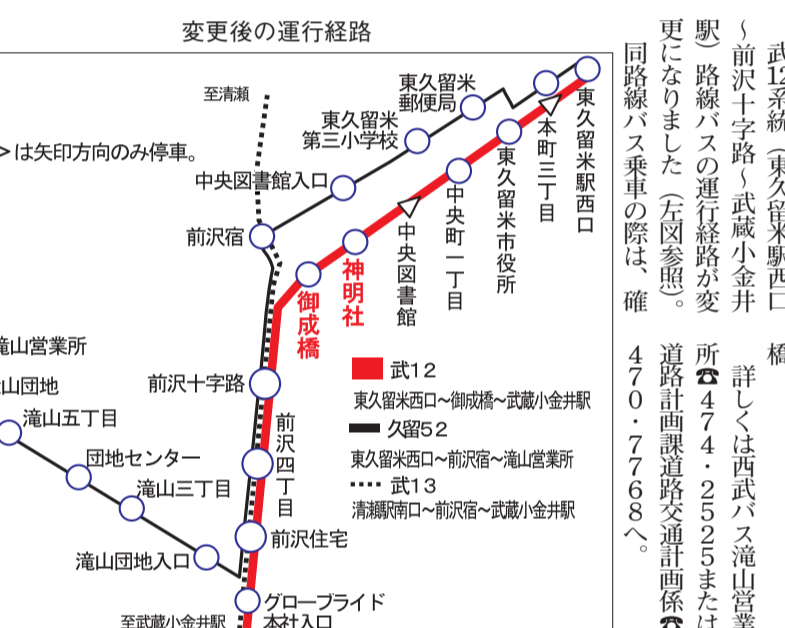 変更後の運行経路
武12系統（東久留米駅西口
〜前沢十字路〜武蔵小金井
駅）路線バスの運行経路が変
更になりました（左図参照）。
同路線バス乗車の際は、確
橋
詳しくは西武バス滝山営業
所☎474・2525または
道路計画課道路交通計画係☎
470・7768へ。
>は矢印方向のみ停車。
至清瀬
東久留米
郵便局
東久留米
第三小学校
中央図書館入口
前沢宿
東久留米駅西口
本町三丁目
東久留米市役所
中央町一丁目
中央図書館
神明社
御成橋
前沢十字路
前沢四丁目
前沢住宅
グローブライド
本社入口
至武蔵小金井駅
滝山営業所
山団地
滝山五丁目
団地センター
滝山三丁目
滝山団地入口
武12
東久留米西口〜御成橋〜武蔵小金井駅
久留52
東久留米西口〜前沢宿〜滝山営業所
武13
清瀬駅南口〜前沢宿〜武蔵小金井駅